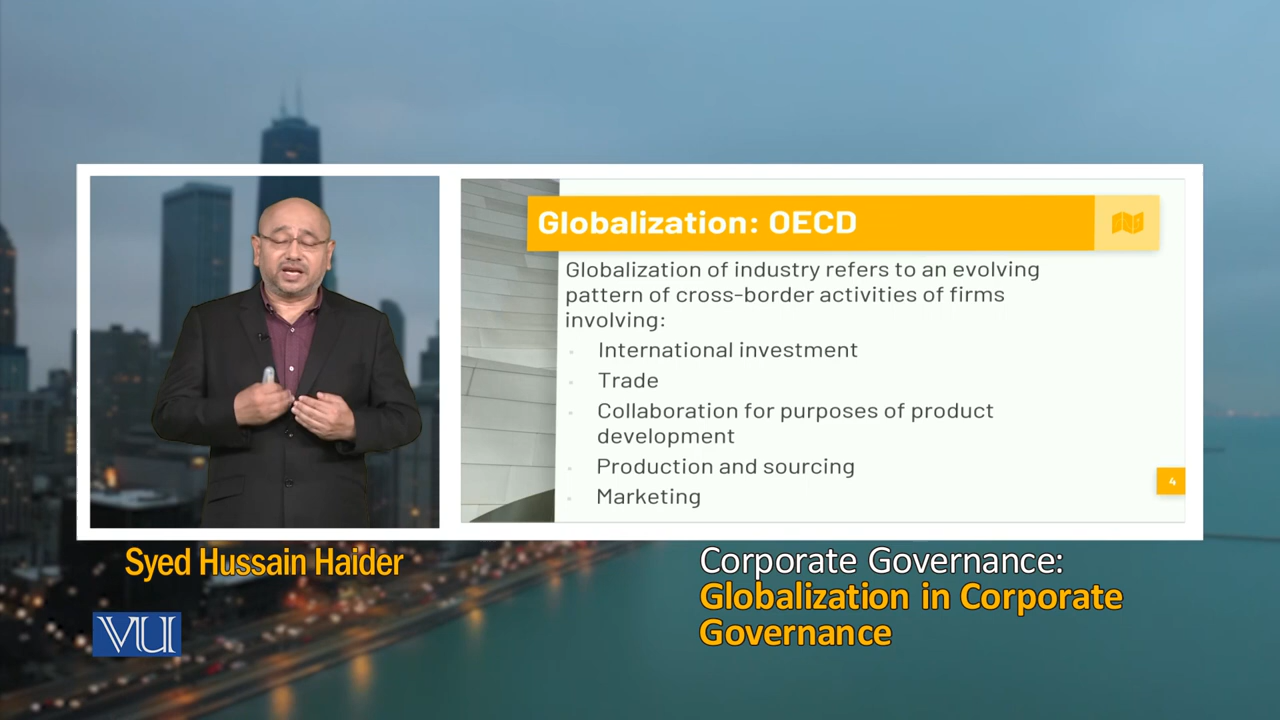 Globalization: OECD
Globalization of industry refers to an evolving
pattern of cross-border activities of firms
involving:
International investment
Trade
Collaboration for purposes of product
development
Production and sourcing
Marketing
4
Syed Hussain Haider
VU
Corporate Governance:
Globalization in Corporate
Governance